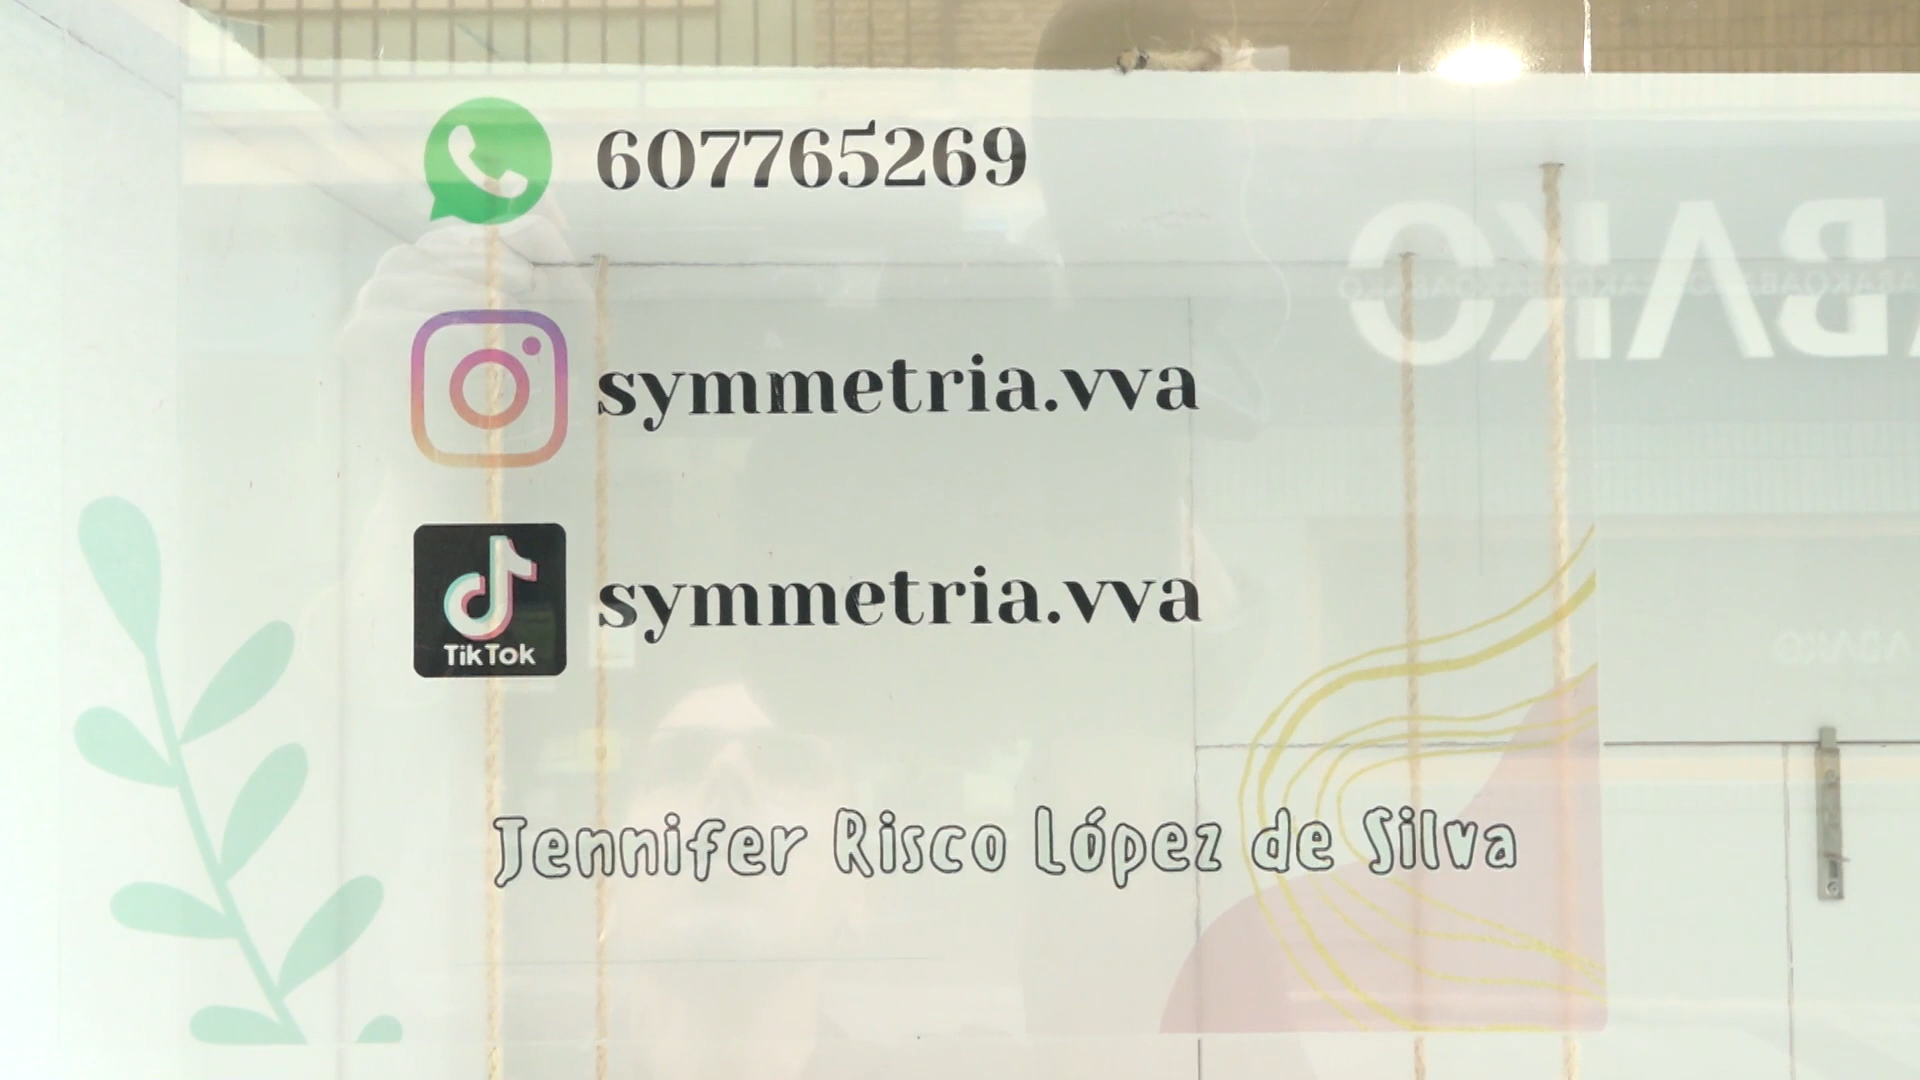 607765269
symmetria.vva
TikTok
symmetria.vva
Jennifer Risco López de Silva